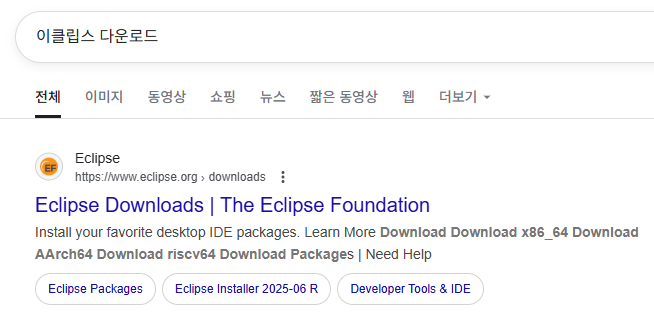 이클립스 다운로드
전체 이미지 동영상 쇼핑 뉴스 짧은 동영상 웹 더보기
EF
Eclipse
https://www.eclipse.org › downloads
Eclipse Downloads | The Eclipse Foundation
Install your favorite desktop IDE packages. Learn More Download Download x86_64 Download
AArch64 Download riscv64 Download Packages | Need Help
Eclipse Packages Eclipse Installer 2025-06 R Developer Tools & IDE